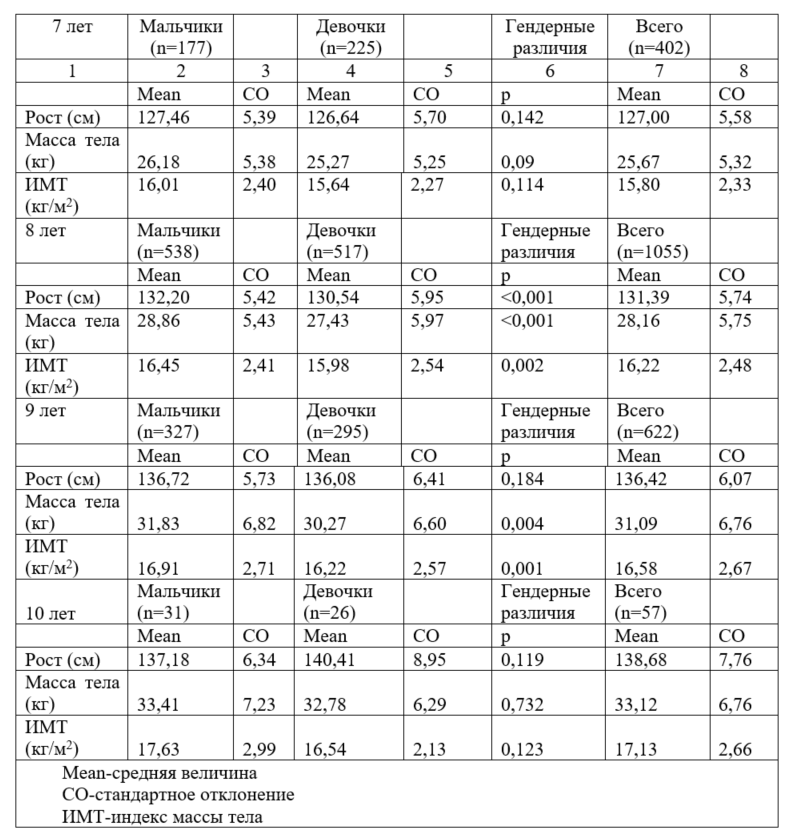 7 лет Мальчики (n=177) Девочки (n=225) Гендерные различия Всего (n=402)
1 2 3 4 5 6 7 8
Mean СО Mean СО p Mean СО
Рост (см) 127,46 5,39 126,64 5,70 0,142 127,00 5,58
Масса тела (кг) 26,18 5,38 25,27 5,25 0,09 25,67 5,32
ИМТ (кг/м²) 16,01 2,40 15,64 2,27 0,114 15,80 2,33
8 лет Мальчики (n=538) Девочки (n=517) Гендерные различия Всего (n=1055)
Mean СО Mean СО p Mean СО
Рост (см) 132,20 5,42 130,54 5,95 <0,001 131,39 5,74
Масса тела (кг) 28,86 5,43 27,43 5,97 <0,001 28,16 5,75
ИМТ (кг/м²) 16,45 2,41 15,98 2,54 0,002 16,22 2,48
9 лет Мальчики (n=327) Девочки (n=295) Гендерные различия Всего (n=622)
Mean СО Mean СО p Mean СО
Рост (см) 136,72 5,73 136,08 6,41 0,184 136,42 6,07
Масса тела (кг) 31,83 6,82 30,27 6,60 0,004 31,09 6,76
ИМТ (кг/м²) 16,91 2,71 16,22 2,57 0,001 16,58 2,67
10 лет Мальчики (n=31) Девочки (n=26) Гендерные различия Всего (n=57)
Mean СО Mean СО p Mean СО
Рост (см) 137,18 6,34 140,41 8,95 0,119 138,68 7,76
Масса тела (кг) 33,41 7,23 32,78 6,29 0,732 33,12 6,76
ИМТ (кг/м²) 17,63 2,99 16,54 2,13 0,123 17,13 2,66
Mean-средняя величина
СО-стандартное отклонение
ИМТ-индекс массы тела